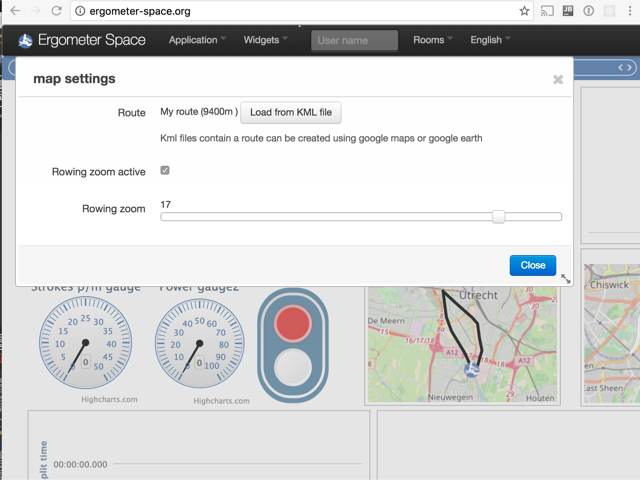 ergometer-space.org
Ergometer Space
Application
Widgets
User name
Rooms
English
map settings
Route
My route (9400m )
Load from KML file
Kml files contain a route can be created using google maps or google earth
Rowing zoom active
Rowing zoom
17
Close
Strokes p/m gauge
Power gauge2
0
5
10
15
20
25
30
35
40
45
50
0
Highcharts.com
0
10
20
30
40
50
60
70
80
90
100
0
Highcharts.com
Utrecht
De Meern
A12
16/17/18
A12
Nieuwegein
Houten
Chiswick
East Sheen
plit time
00:00:00.000